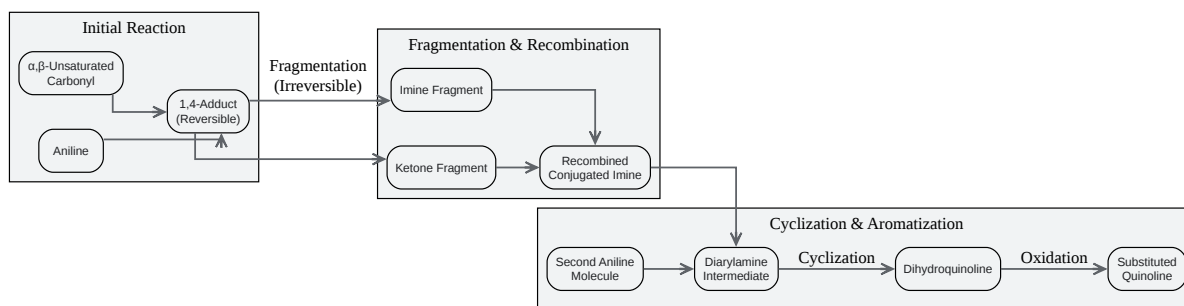 Initial Reaction
α,β-Unsaturated
Carbonyl
1,4-Adduct
(Reversible)
Aniline
Fragmentation
(Irreversible)
Fragmentation & Recombination
Imine Fragment
Ketone Fragment
Recombined
Conjugated Imine
Cyclization & Aromatization
Second Aniline
Molecule
Diarylamine
Intermediate
Cyclization
Dihydroquinoline
Oxidation
Substituted
Quinoline